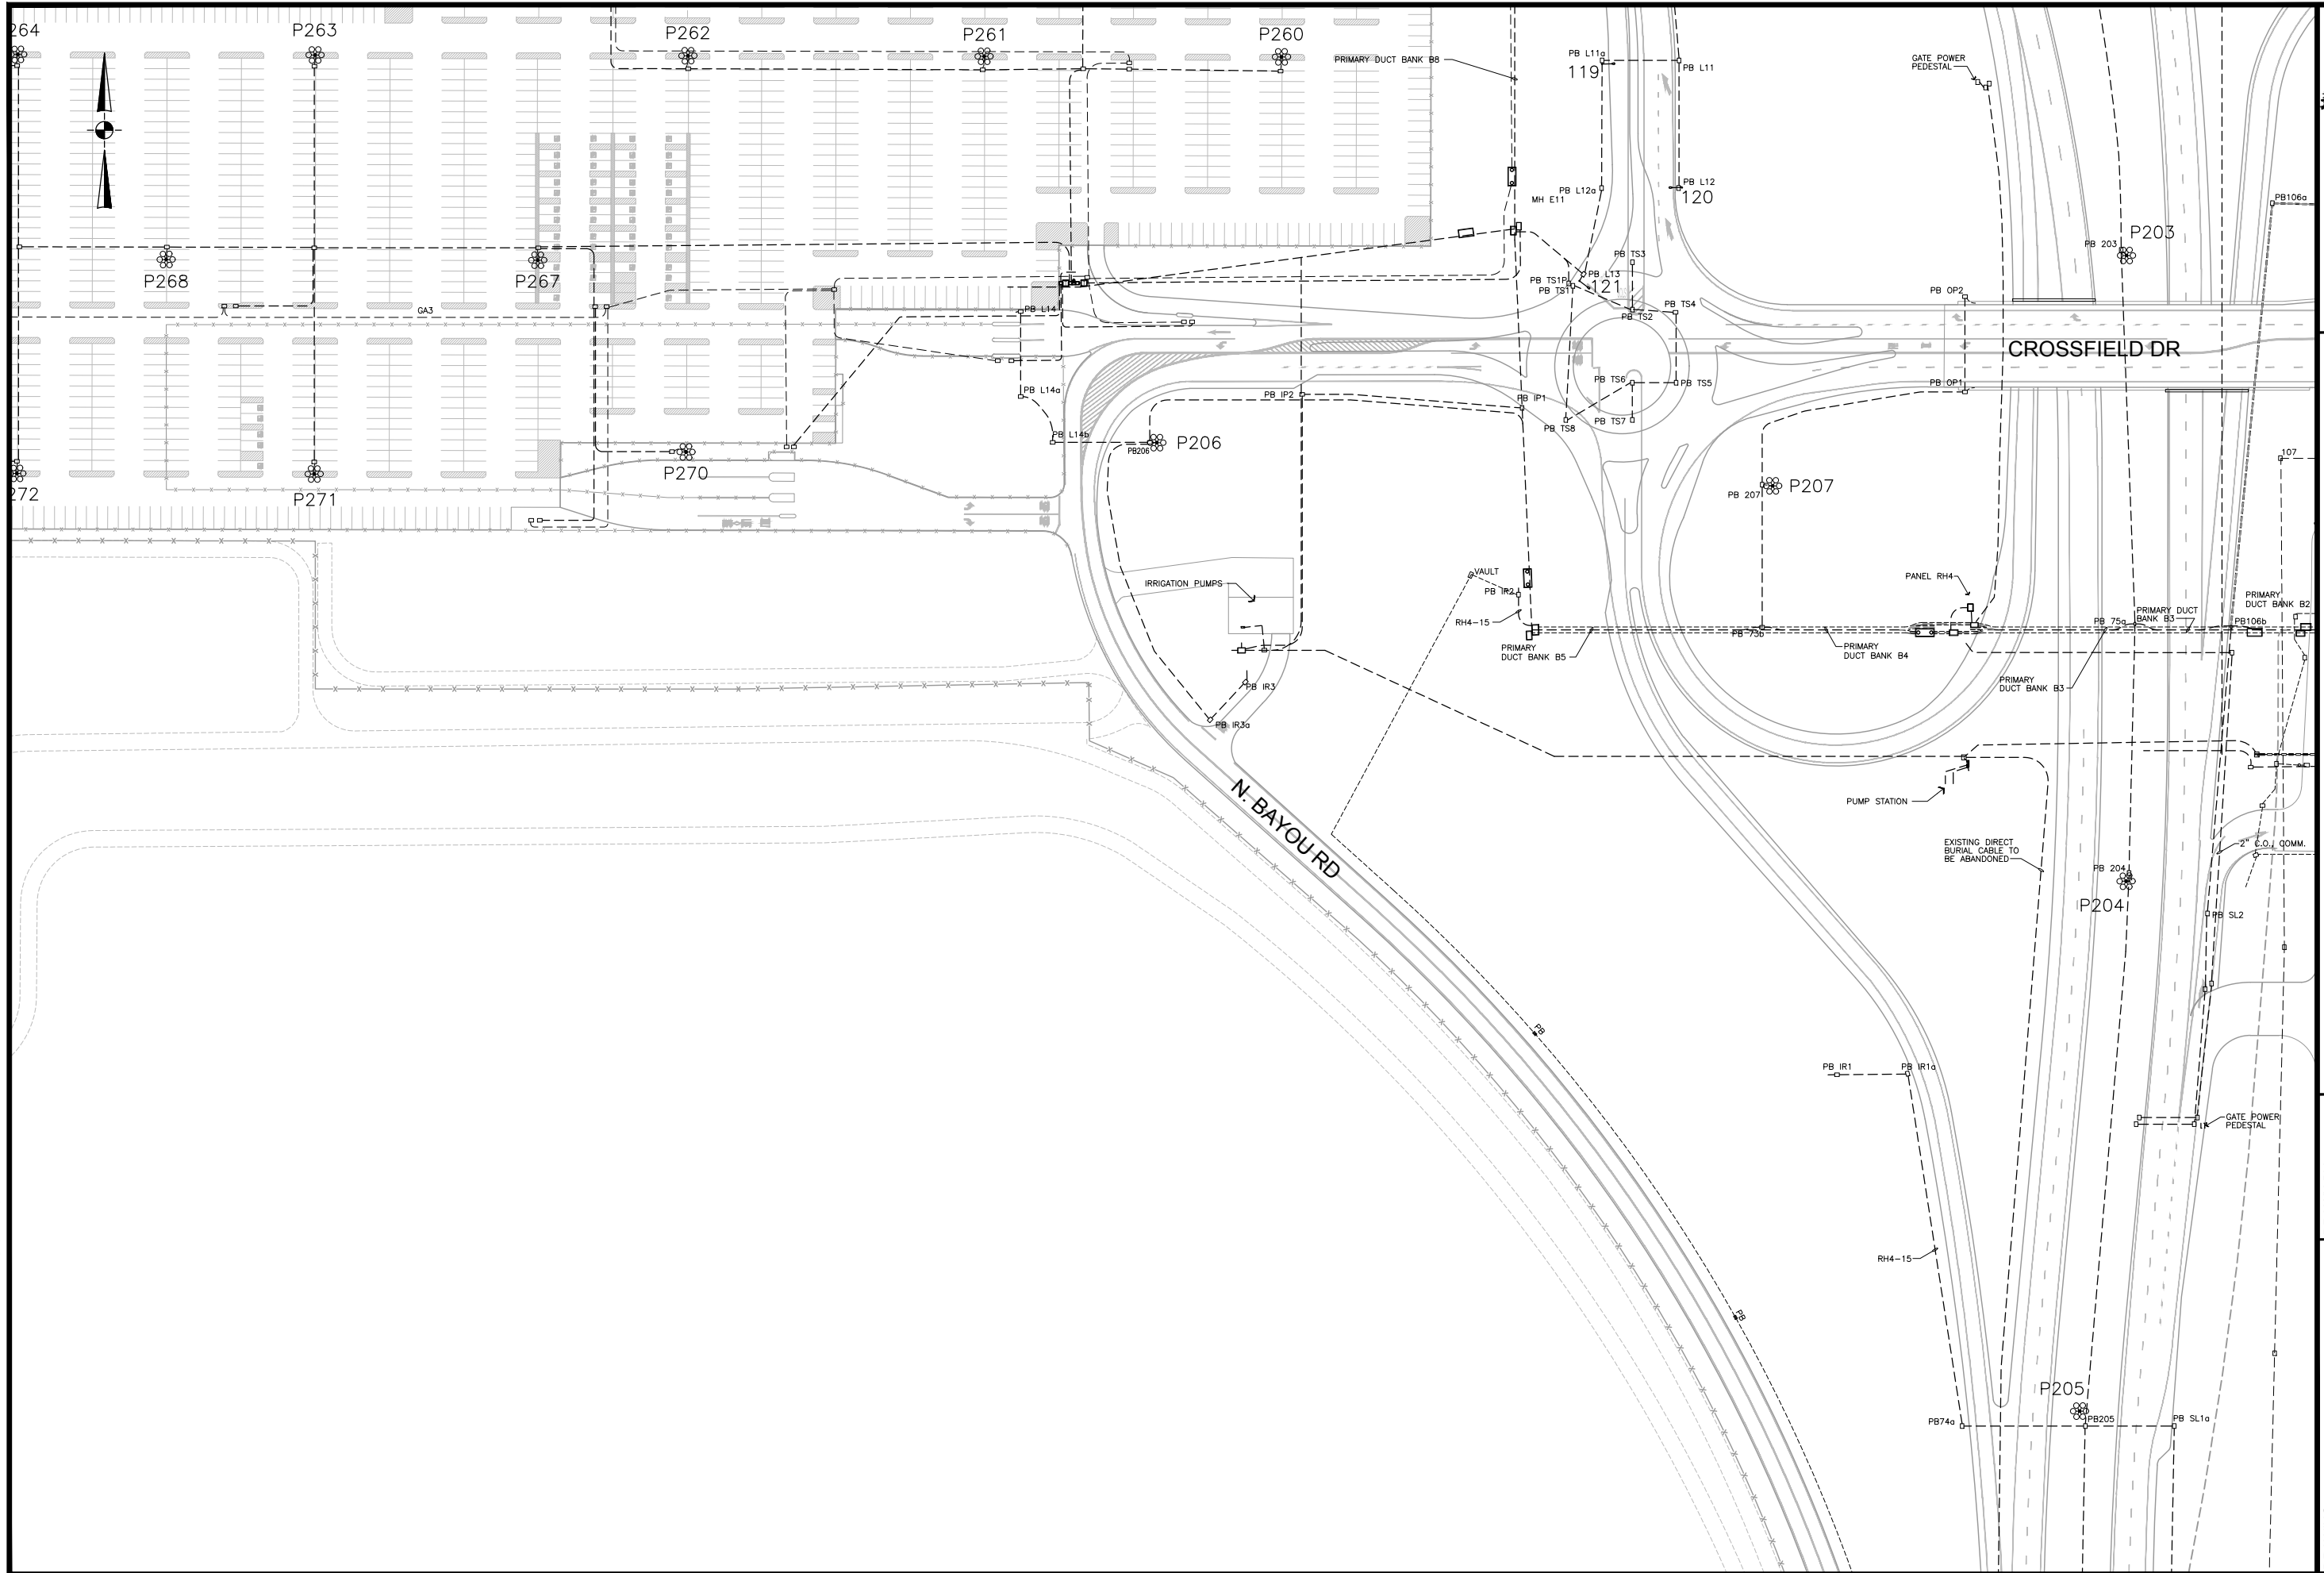 264
P263
P262
P261
P260
PRIMARY DUCT BANK B8
PB L11a
119
PB L11
GATE POWER
PEDESTAL
PB L12a
MH E11
PB L12
120
PB106a
P203
PB 203
P268
P267
GA3
PB L14
PB TS3
PB L13
PB TS1P
PB TS1
121
PB TS4
PB TS2
PB OP2
CROSSFIELD DR
PB L14a
PB IP2
PB IP1
PB TS6
PB TS5
PB TS8
PB TS7
PB OP1
PB L14b
PB206
P206
P270
P271
272
107
PB 207
P207
IRRIGATION PUMPS
VAULT
PB IR2
RH4-15
PANEL RH4
PRIMARY
DUCT BANK B2
PRIMARY DUCT
BANK B3
PB 75a
PB106b
PB 73b
PRIMARY
DUCT BANK B5
PRIMARY
DUCT BANK B4
PRIMARY
DUCT BANK B3
PB IR3
PB IR3a
N. BAYOU RD
PUMP STATION
EXISTING DIRECT
BURIAL CABLE TO
BE ABANDONED
2" C.O., COMM.
PB 204
P204
PB SL2
PB
PB IR1
PB IR1a
GATE POWER
PEDESTAL
RH4-15
PB
P205
PB74a
PB205
PB SL1a